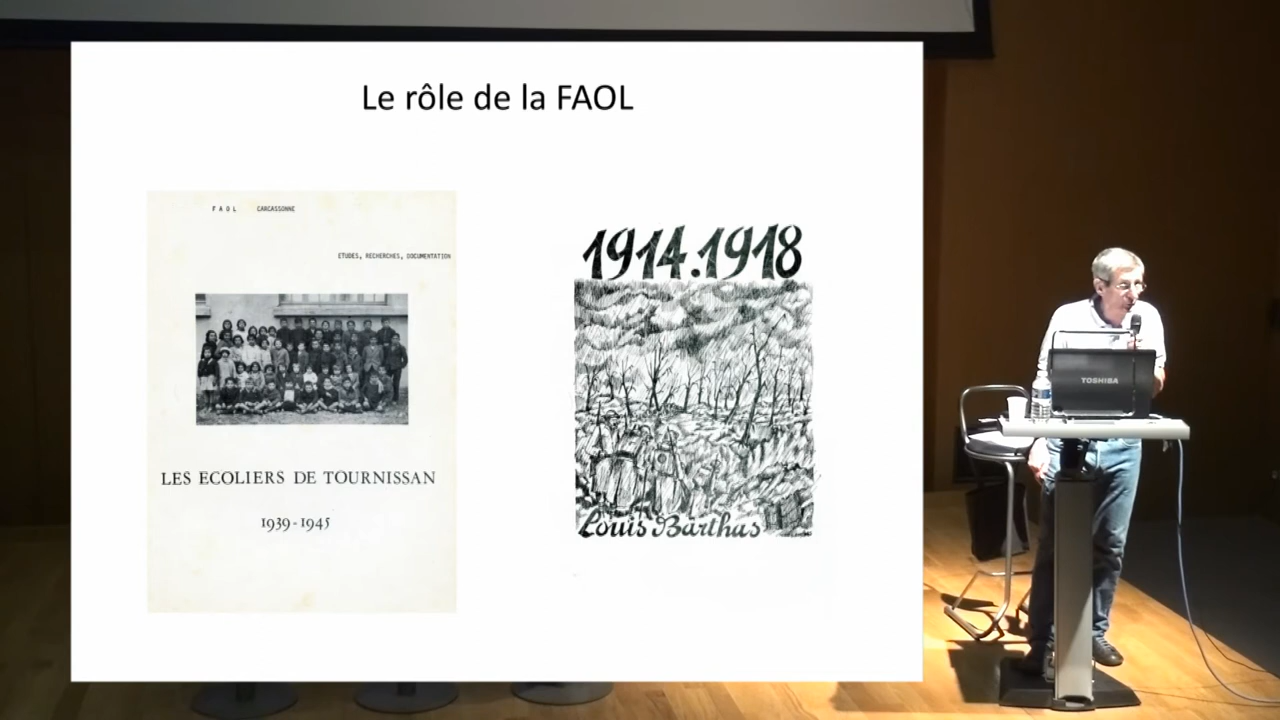 Le rôle de la FAOL
F A O L CARCASSONNE
ETUDES, RECHERCHES, DOCUMENTATION
LES ECOLIERS DE TOURNISSAN
1939-1945
1914.1918
Louis Barthas
TOSHIBA